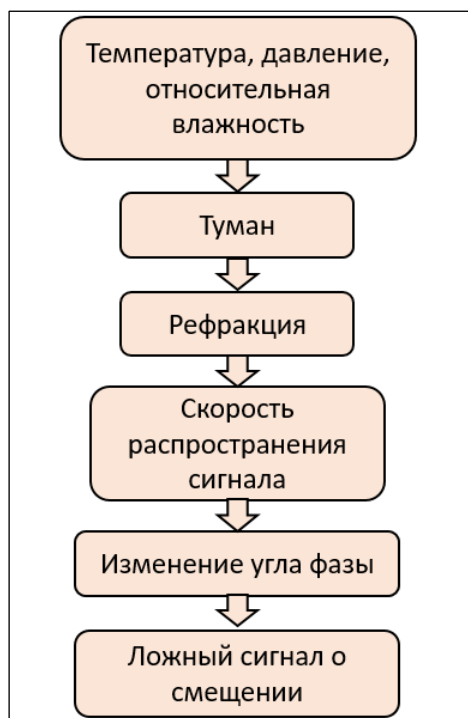 Температура, давление,
относительная
влажность
Туман
Рефракция
Скорость
распространения
сигнала
Изменение угла фазы
Ложный сигнал о
смещении